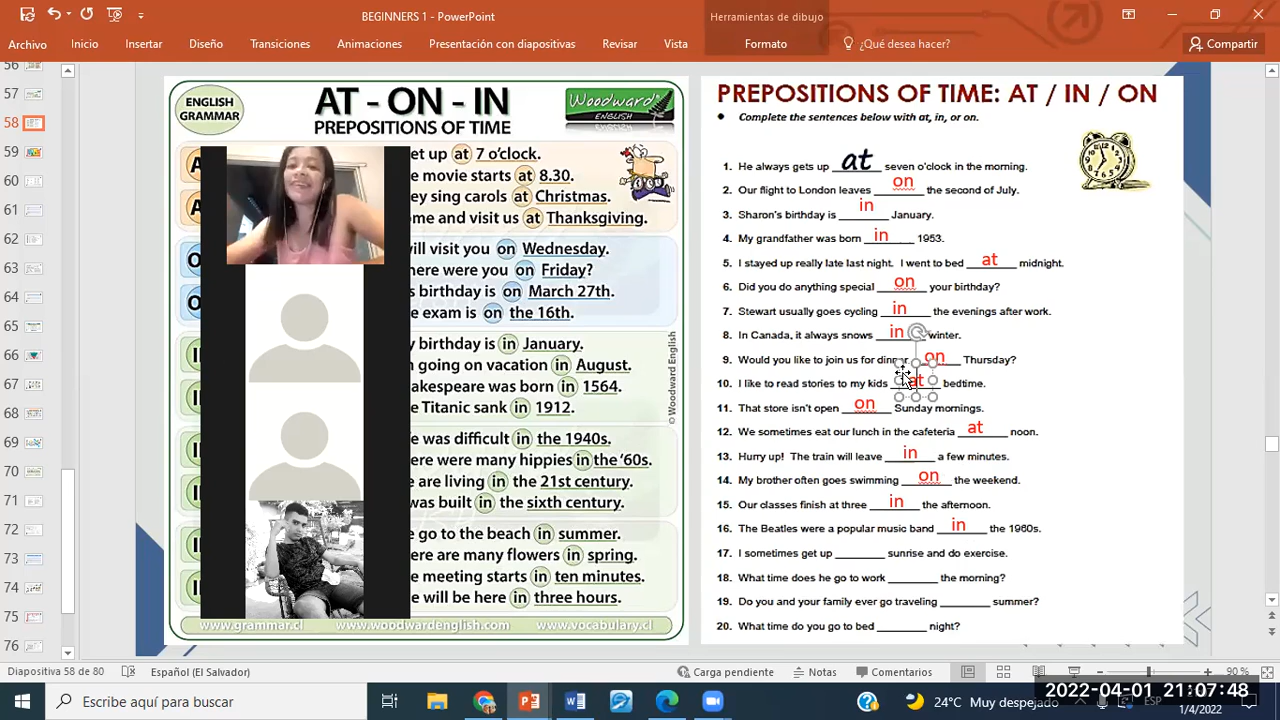 BEGINNERS 1 - PowerPoint
Herramientas de dibujo
Archivo Inicio Insertar Diseño Transiciones Animaciones Presentación con diapositivas Revisar Vista Formato ¿Qué desea hacer? Compartir
56
57
58
59
60
61
62
63
68
69
70
71
72
73
74
75
76
ENGLISH GRAMMAR
AT - ON - IN
PREPOSITIONS OF TIME
Woodward
ENGLISH
et up at 7 o'clock.
e movie starts at 8.30.
ey sing carols at Christmas.
ome and visit us at Thanksgiving.
ill visit you on Wednesday.
here were you on Friday?
s birthday is on March 27th.
e exam is on the 16th.
y birthday is in January.
n going on vacation in August.
akespeare was born in 1564.
e Titanic sank in 1912.
e was difficult in the 1940s.
ere were many hippies in the '60s.
e are living in the 21st century.
was built in the sixth century.
e go to the beach in summer.
ere are many flowers in spring.
e meeting starts in ten minutes.
e will be here in three hours.
© Woodward English
www.grammar.cl www.woodwardenglish.com www.vocabulary.cl
PREPOSITIONS OF TIME: AT / IN / ON
• Complete the sentences below with at, in, or on.
1. He always gets up at seven o'clock in the morning.
2. Our flight to London leaves on the second of July.
3. Sharon's birthday is in January.
4. My grandfather was born in 1953.
5. I stayed up really late last night. I went to bed at midnight.
6. Did you do anything special on your birthday?
7. Stewart usually goes cycling in the evenings after work.
8. In Canada, it always snows in winter.
9. Would you like to join us for dinner on Thursday?
10. I like to read stories to my kids at bedtime.
11. That store isn't open on Sunday mornings.
12. We sometimes eat our lunch in the cafeteria at noon.
13. Hurry up! The train will leave in a few minutes.
14. My brother often goes swimming on the weekend.
15. Our classes finish at three in the afternoon.
16. The Beatles were a popular music band in the 1960s.
17. I sometimes get up ________ sunrise and do exercise.
18. What time does he go to work ________ the morning?
19. Do you and your family ever go traveling ________ summer?
20. What time do you go to bed ________ night?
Diapositiva 58 de 80 Español (El Salvador) Carga pendiente Notas Comentarios 90 %
Escribe aquí para buscar
24°C Muy despejado ESP
2022-04-01 21:07:48
1/4/2022